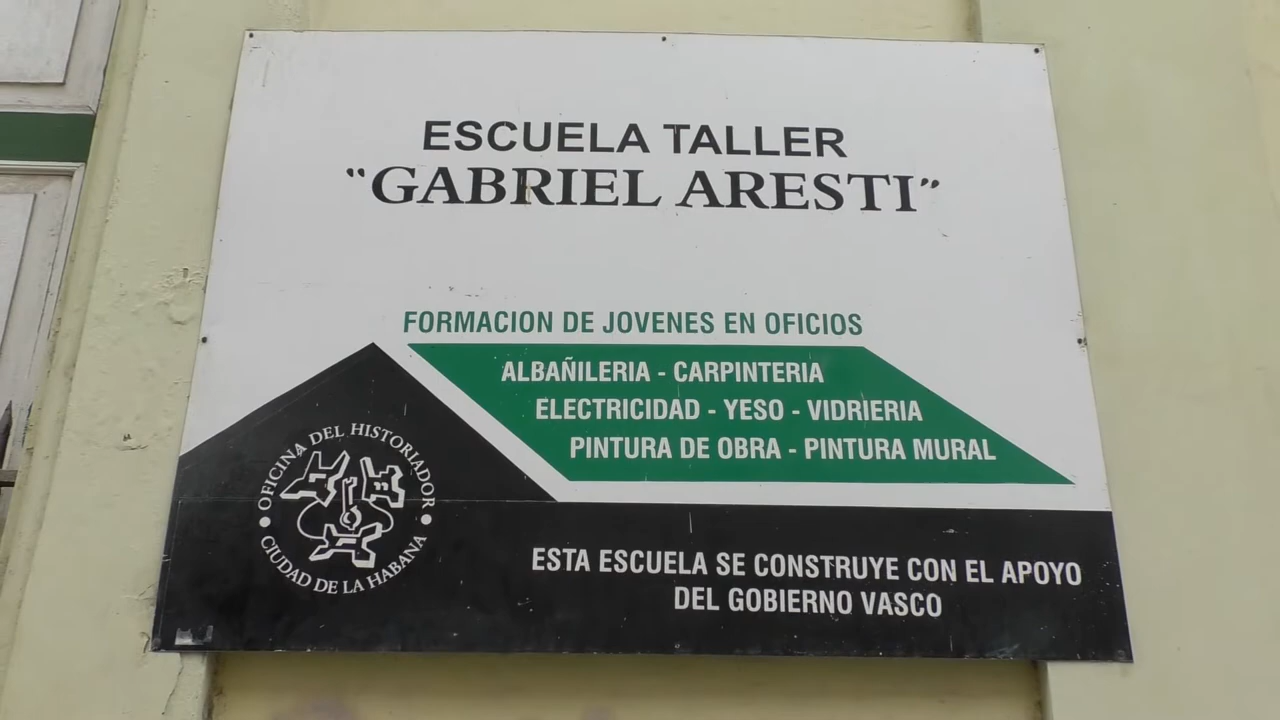 ESCUELA TALLER
"GABRIEL ARESTI"
FORMACION DE JOVENES EN OFICIOS
ALBAÑILERIA - CARPINTERIA
ELECTRICIDAD - YESO - VIDRIERIA
PINTURA DE OBRA - PINTURA MURAL
OFICINA DEL HISTORIADOR
CIUDAD DE LA HABANA
ESTA ESCUELA SE CONSTRUYE CON EL APOYO
DEL GOBIERNO VASCO